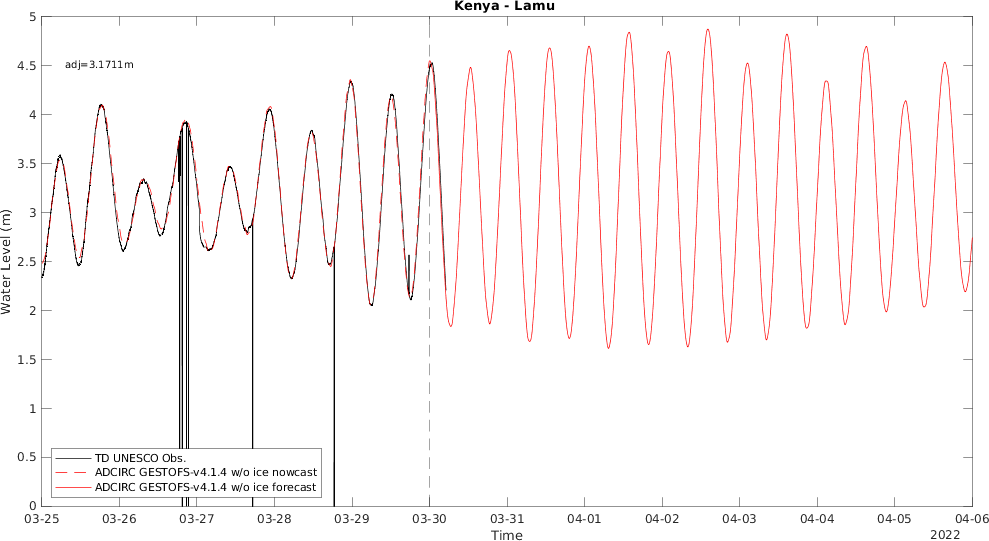 Kenya - Lamu
5
4.5
4
3.5
3
2.5
2
1.5
1
0.5
0
Water Level (m)
adj=3.1711m
TD UNESCO Obs.
ADCIRC GESTOFS-v4.1.4 w/o ice nowcast
ADCIRC GESTOFS-v4.1.4 w/o ice forecast
03-25 03-26 03-27 03-28 03-29 03-30 03-31 04-01 04-02 04-03 04-04 04-05 04-06
Time
2022